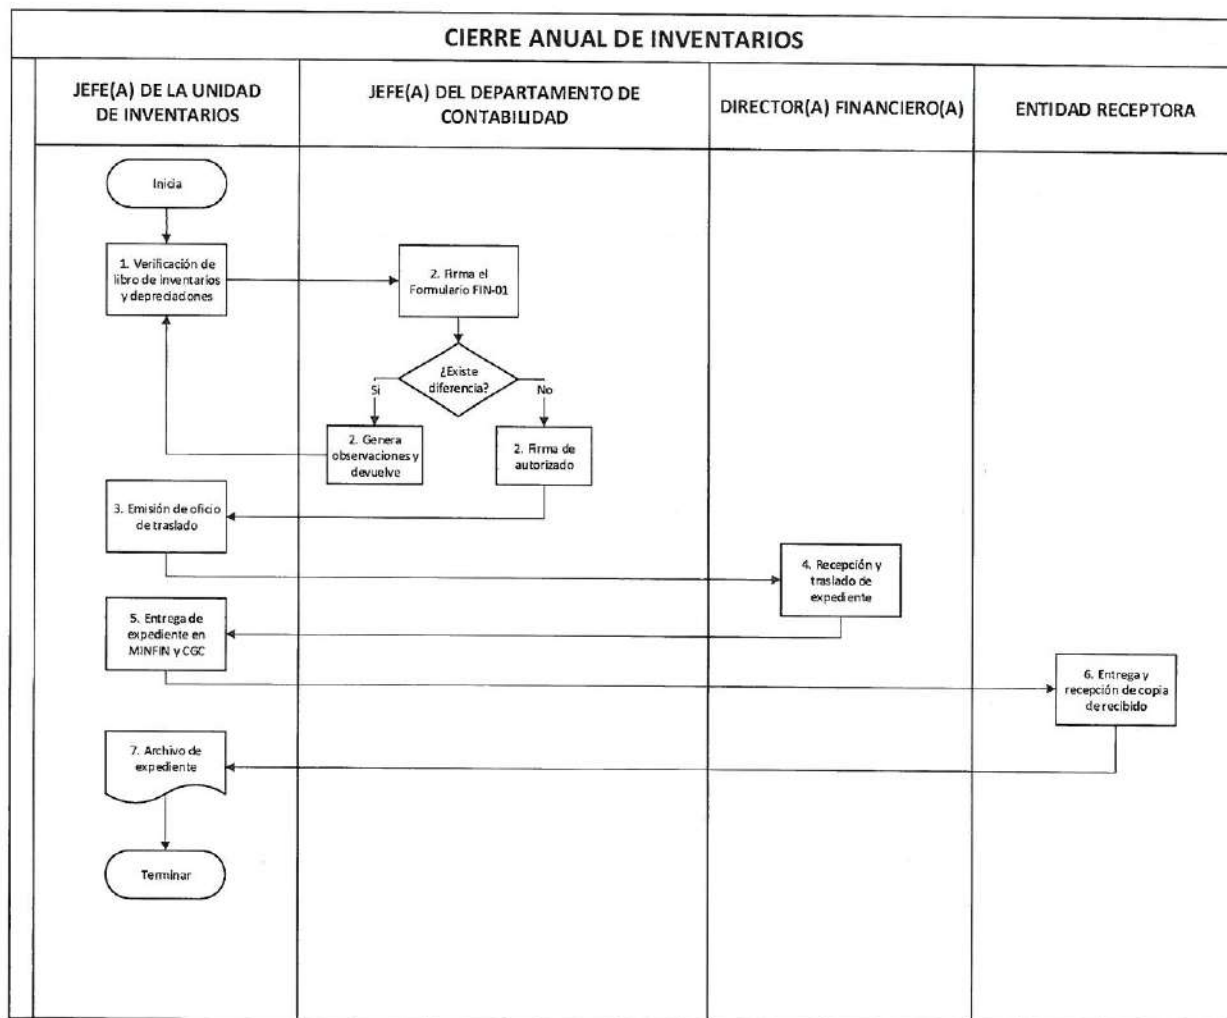 CIERRE ANUAL DE INVENTARIOS
JEFE(A) DE LA UNIDAD
DE INVENTARIOS
JEFE(A) DEL DEPARTAMENTO DE
CONTABILIDAD
DIRECTOR(A) FINANCIERO(A)
ENTIDAD RECEPTORA
Inicia
1. Verificación de
libro de inventarios
y depreciaciones
2. Firma el
Formulario FIN-01
¿Existe
diferencia?
Si
No
2. Genera
observaciones y
devuelve
2. Firma de
autorizado
3. Emisión de oficio
de traslado
4. Recepción y
traslado de
expediente
5. Entrega de
expediente en
MINFIN y CGC
6. Entrega y
recepción de copia
de recibido
7. Archivo de
expediente
Terminar